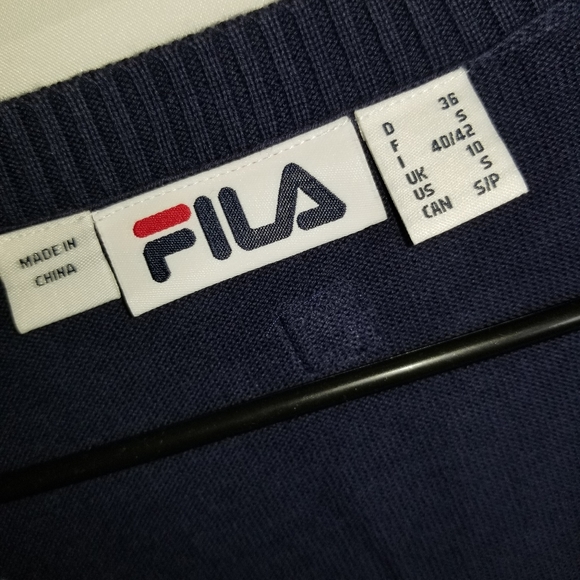 MADE IN
CHINA
FILA
D 36
F S
I 40/42
UK 10
US S
CAN S/P